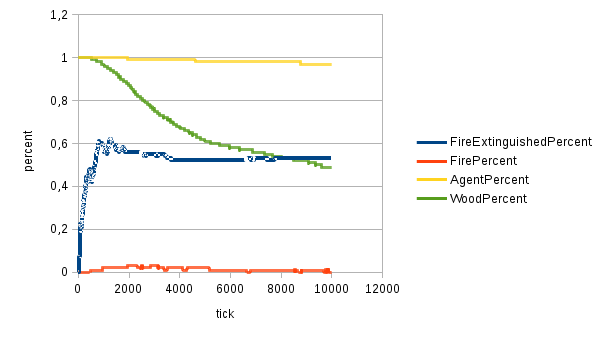 1,2
1
0,8
0,6
0,4
0,2
0
percent
0 2000 4000 6000 8000 10000 12000
tick
FireExtinguishedPercent
FirePercent
AgentPercent
WoodPercent